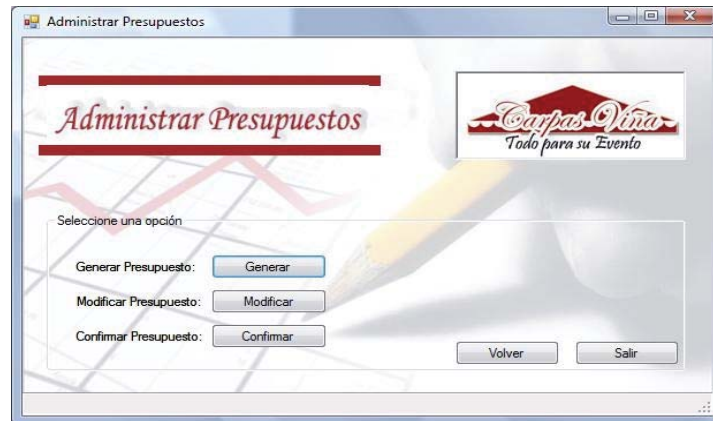 Administrar Presupuestos
Administrar Presupuestos
Carpas Viña
Todo para su Evento
Seleccione una opción
Generar Presupuesto: Generar
Modificar Presupuesto: Modificar
Confirmar Presupuesto: Confirmar
Volver Salir